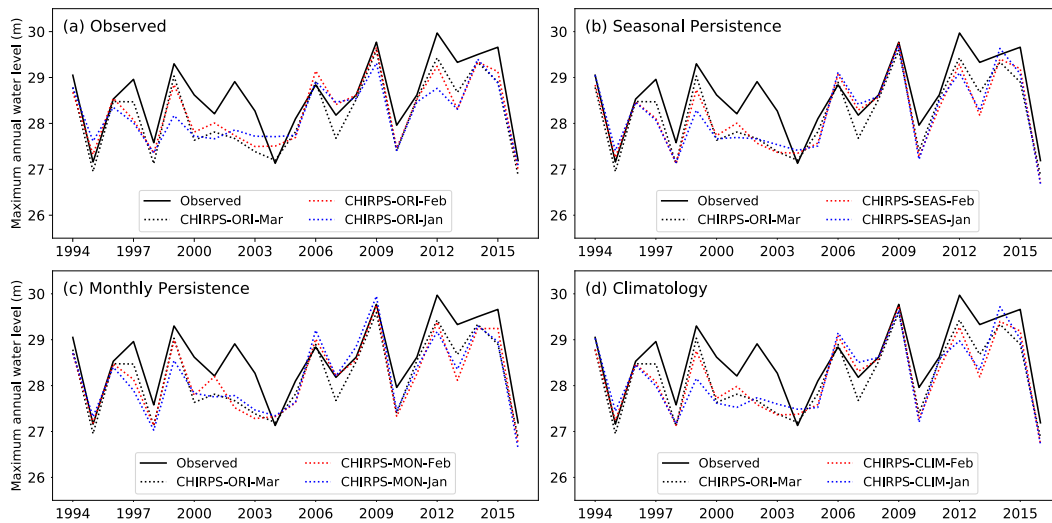 (a) Observed
Maximum annual water level (m)
30
29
28
27
26
Observed
CHIRPS-ORI-Mar
CHIRPS-ORI-Feb
CHIRPS-ORI-Jan
1994 1997 2000 2003 2006 2009 2012 2015
(b) Seasonal Persistence
30
29
28
27
26
Observed
CHIRPS-ORI-Mar
CHIRPS-SEAS-Feb
CHIRPS-SEAS-Jan
1994 1997 2000 2003 2006 2009 2012 2015
(c) Monthly Persistence
Maximum annual water level (m)
30
29
28
27
26
Observed
CHIRPS-ORI-Mar
CHIRPS-MON-Feb
CHIRPS-MON-Jan
1994 1997 2000 2003 2006 2009 2012 2015
(d) Climatology
30
29
28
27
26
Observed
CHIRPS-ORI-Mar
CHIRPS-CLIM-Feb
CHIRPS-CLIM-Jan
1994 1997 2000 2003 2006 2009 2012 2015